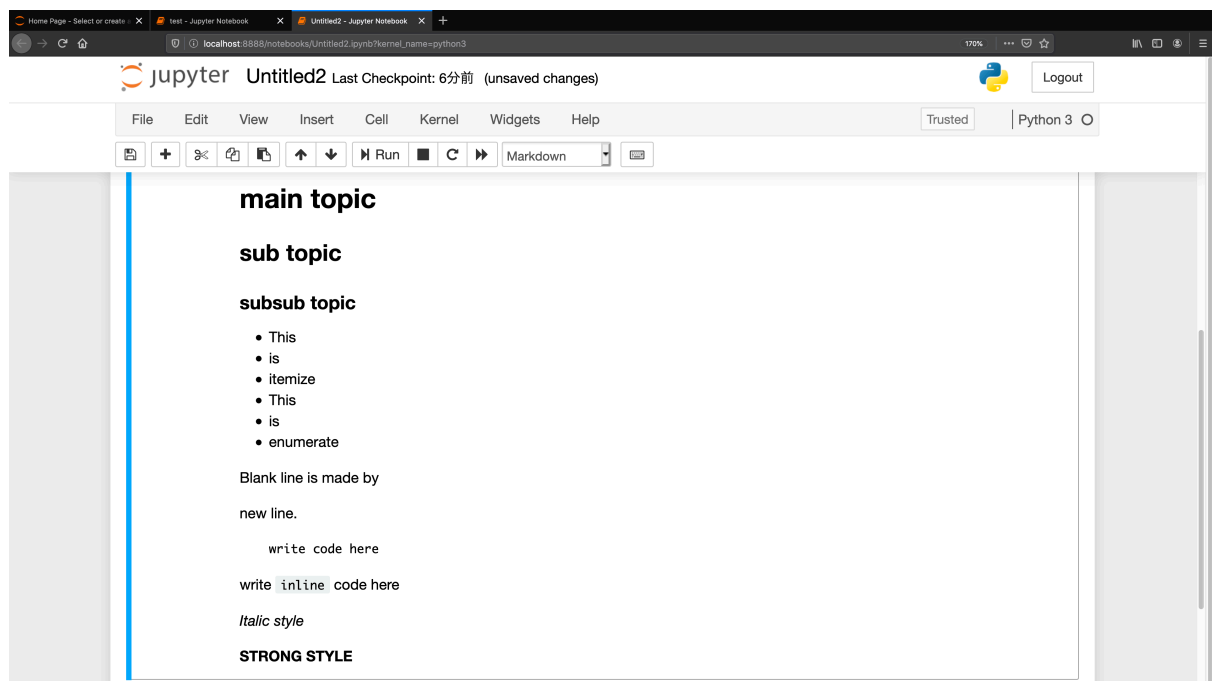 Home Page - Select or create a
test - Jupyter Notebook
Untitled2 - Jupyter Notebook
localhost:8888/notebooks/Untitled2.ipynb?kernel_name=python3
170%
jupyter Untitled2 Last Checkpoint: 6分前 (unsaved changes)
Logout
File Edit View Insert Cell Kernel Widgets Help
Trusted
Python 3
Run
Markdown
main topic
sub topic
subsub topic
• This
• is
• itemize
• This
• is
• enumerate
Blank line is made by
new line.
write code here
write inline code here
Italic style
STRONG STYLE